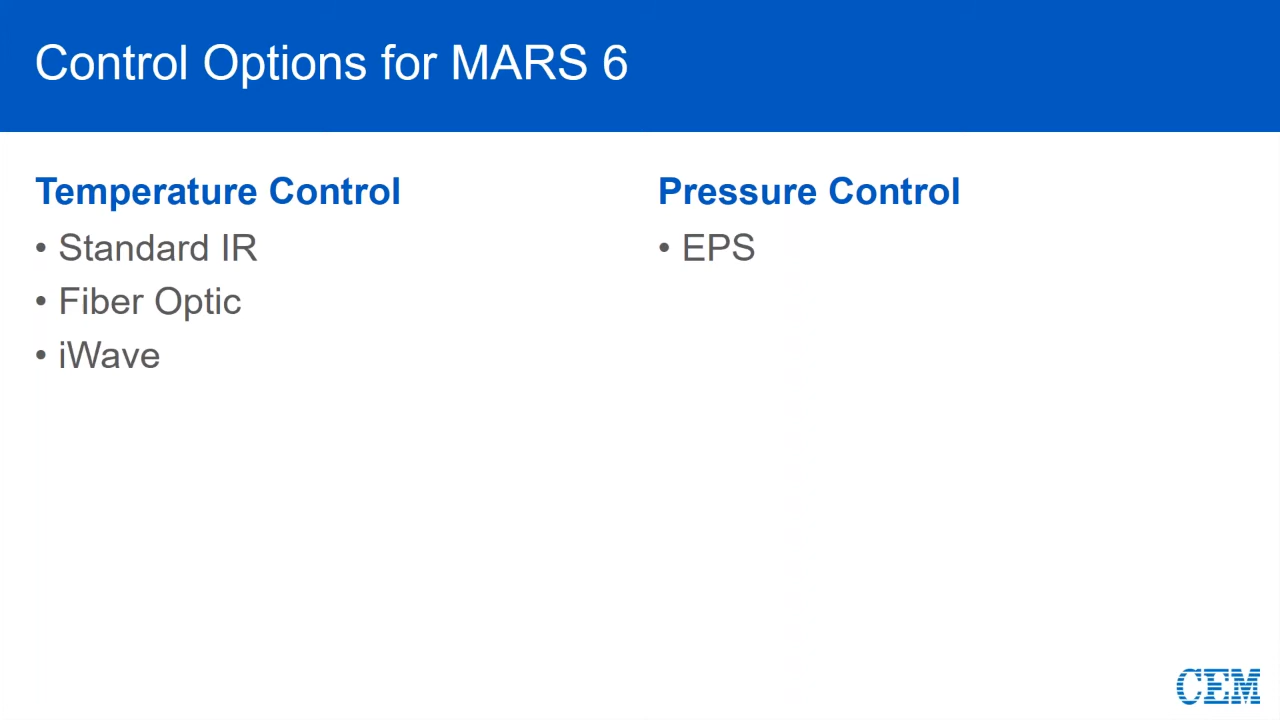 Control Options for MARS 6
Temperature Control
• Standard IR
• Fiber Optic
• iWave
Pressure Control
• EPS
CEM